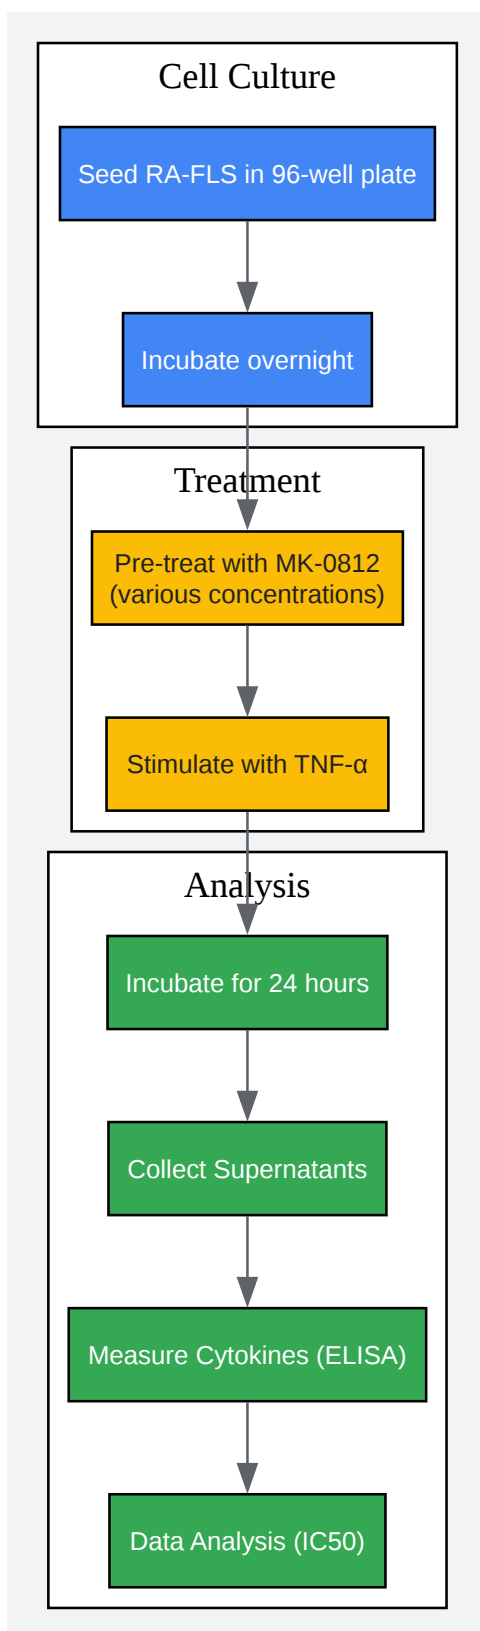 Cell Culture
Seed RA-FLS in 96-well plate
Incubate overnight
Treatment
Pre-treat with MK-0812
(various concentrations)
Stimulate with TNF-α
Analysis
Incubate for 24 hours
Collect Supernatants
Measure Cytokines (ELISA)
Data Analysis (IC50)